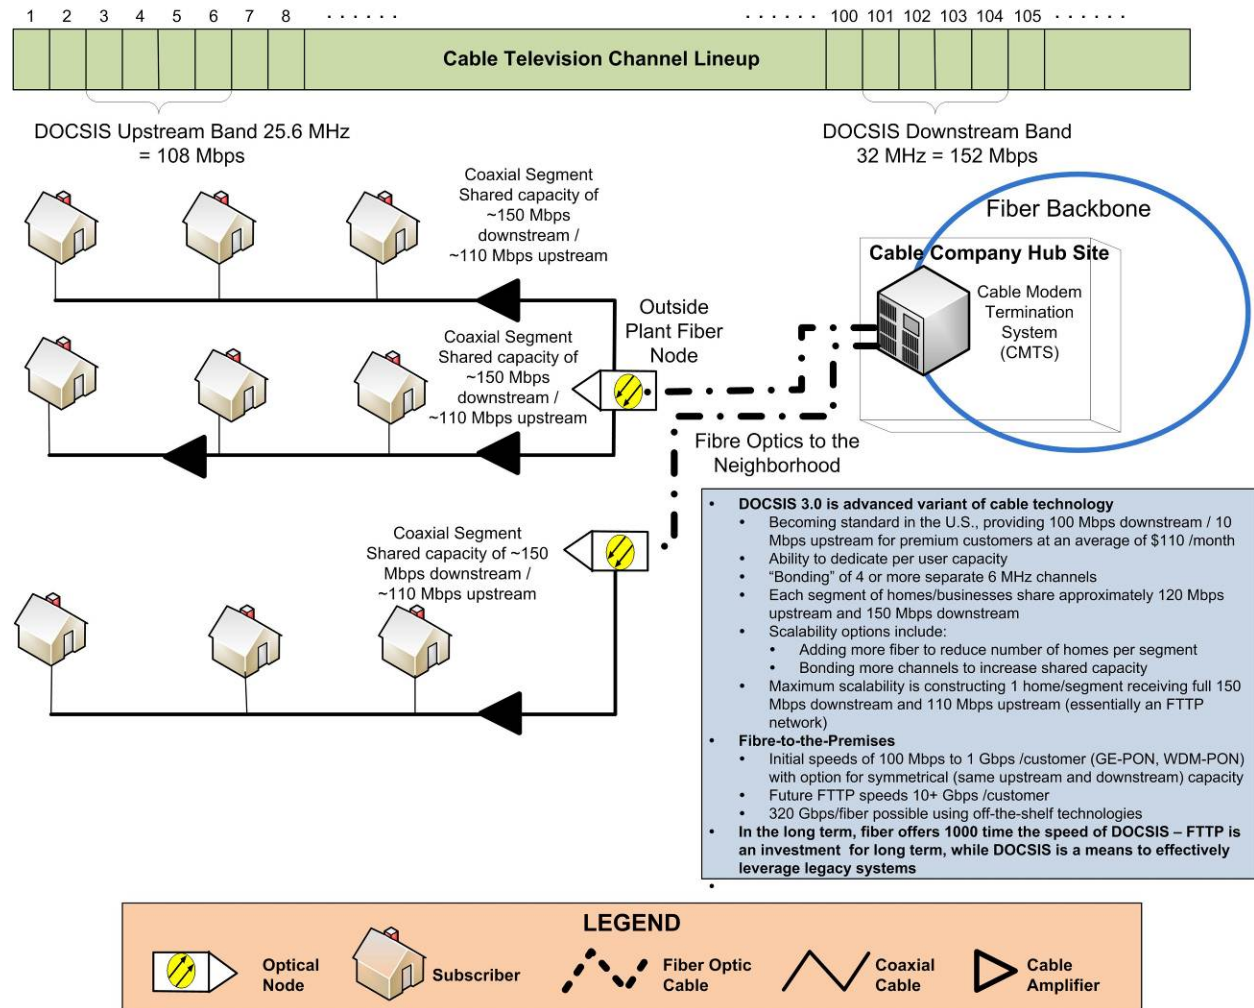 1 2 3 4 5 6 7 8 · · · · · · · · · · · · 100 101 102 103 104 105 · · · · · ·
Cable Television Channel Lineup
DOCSIS Upstream Band 25.6 MHz
= 108 Mbps
DOCSIS Downstream Band
32 MHz = 152 Mbps
Coaxial Segment
Shared capacity of
~150 Mbps
downstream /
~110 Mbps upstream
Fiber Backbone
Cable Company Hub Site
Cable Modem
Termination
System
(CMTS)
Outside
Plant Fiber
Node
Coaxial Segment
Shared capacity of
~150 Mbps
downstream /
~110 Mbps upstream
Fibre Optics to the
Neighborhood
Coaxial Segment
Shared capacity of ~150
Mbps downstream /
~110 Mbps upstream
• DOCSIS 3.0 is advanced variant of cable technology
• Becoming standard in the U.S., providing 100 Mbps downstream / 10
Mbps upstream for premium customers at an average of $110 /month
• Ability to dedicate per user capacity
• “Bonding” of 4 or more separate 6 MHz channels
• Each segment of homes/businesses share approximately 120 Mbps
upstream and 150 Mbps downstream
• Scalability options include:
• Adding more fiber to reduce number of homes per segment
• Bonding more channels to increase shared capacity
• Maximum scalability is constructing 1 home/segment receiving full 150
Mbps downstream and 110 Mbps upstream (essentially an FTTP
network)
• Fibre-to-the-Premises
• Initial speeds of 100 Mbps to 1 Gbps /customer (GE-PON, WDM-PON)
with option for symmetrical (same upstream and downstream) capacity
• Future FTTP speeds 10+ Gbps /customer
• 320 Gbps/fiber possible using off-the-shelf technologies
• In the long term, fiber offers 1000 time the speed of DOCSIS – FTTP is
an investment for long term, while DOCSIS is a means to effectively
leverage legacy systems
•
LEGEND
Optical
Node
Subscriber
Fiber Optic
Cable
Coaxial
Cable
Cable
Amplifier